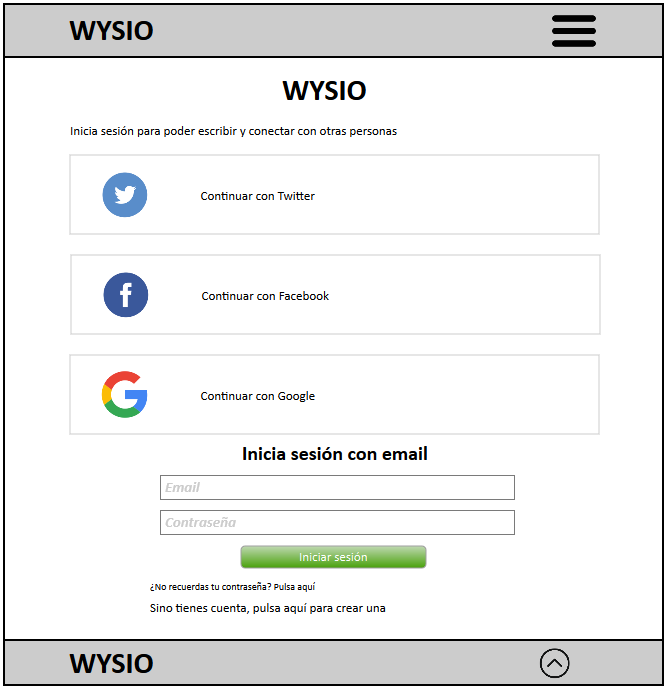 WYSIO
WYSIO
Inicia sesión para poder escribir y conectar con otras personas
Continuar con Twitter
Continuar con Facebook
Continuar con Google
Inicia sesión con email
Email
Contraseña
Iniciar sesión
¿No recuerdas tu contraseña? Pulsa aquí
Sino tienes cuenta, pulsa aquí para crear una
WYSIO